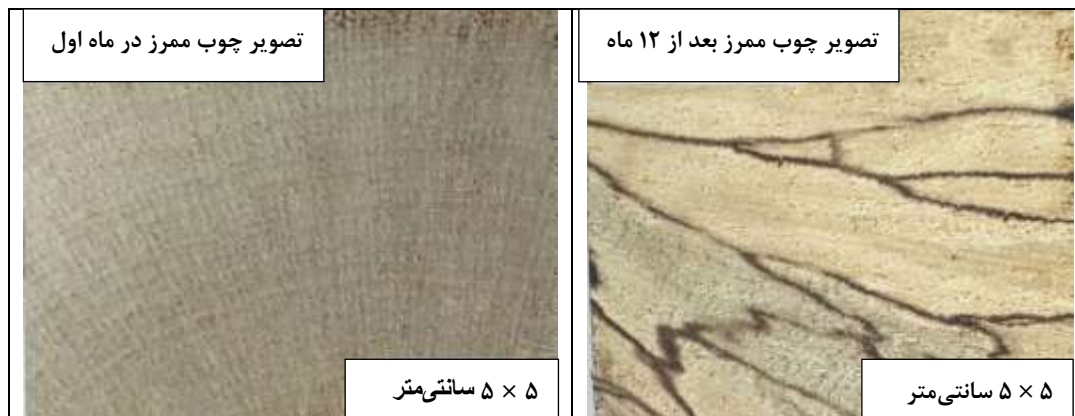 تصویر چوب ممرز بعد از ۱۲ ماه
تصویر چوب ممرز در ماه اول
۵ × ۵ سانتی‌متر
۵ × ۵ سانتی‌متر